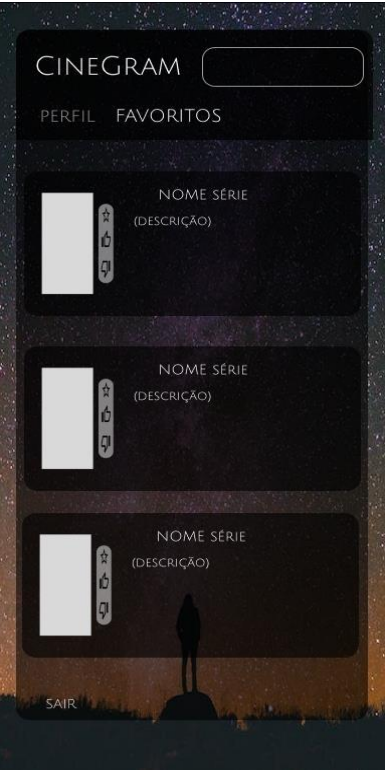 CINEGRAM
PERFIL FAVORITOS
NOME SÉRIE
(DESCRIÇÃO)
NOME SÉRIE
(DESCRIÇÃO)
NOME SÉRIE
(DESCRIÇÃO)
SAIR